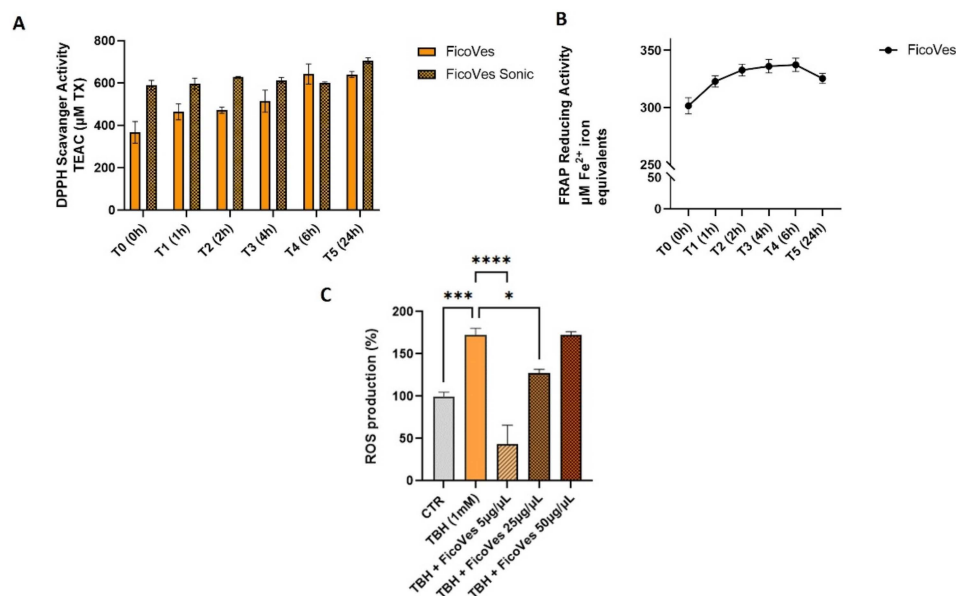 A
DPPH Scavanger Activity
TEAC (µM TX)
800
600
400
200
0
T0 (0h)
T1 (1h)
T2 (2h)
T3 (4h)
T4 (6h)
T5 (24h)
FicoVes
FicoVes Sonic
B
FRAP Reducing Activity
µM Fe²⁺ iron
equivalents
350
300
250
50
0
T0 (0h)
T1 (1h)
T2 (2h)
T3 (4h)
T4 (6h)
T5 (24h)
FicoVes
C
ROS production (%)
200
150
100
50
0
****
***
*
CTR
TBH (1mM)
TBH + FicoVes 5µg/µL
TBH + FicoVes 25µg/µL
TBH + FicoVes 50µg/µL